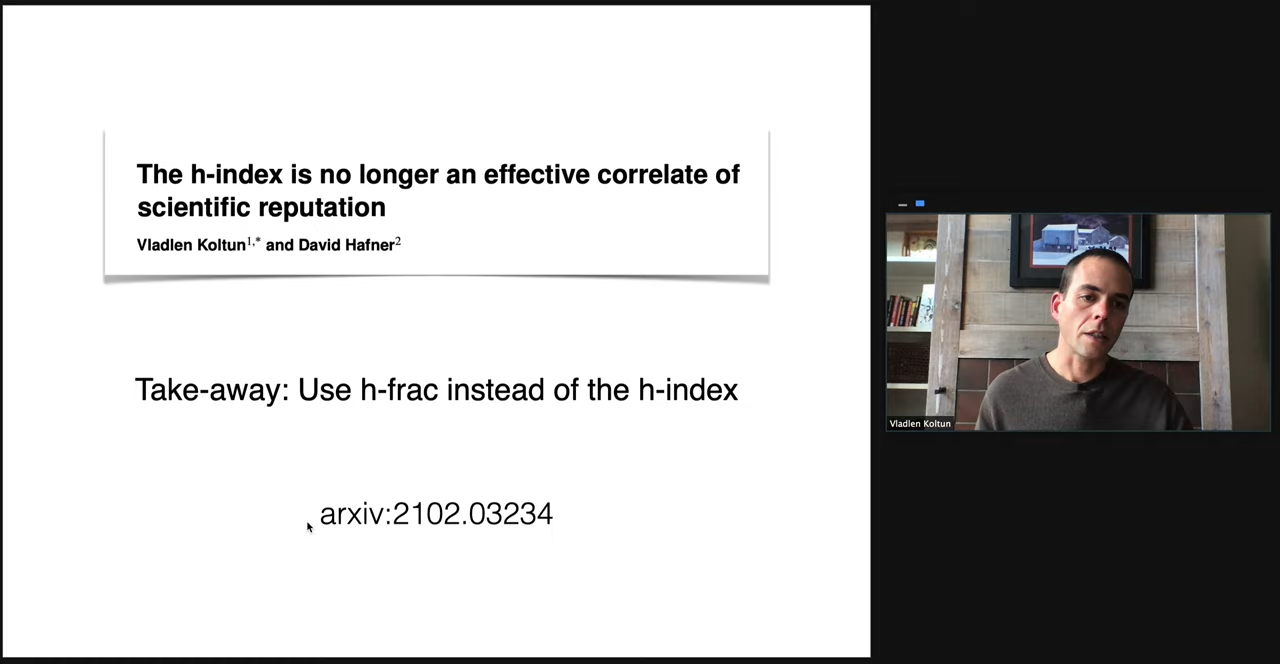 The h-index is no longer an effective correlate of
scientific reputation
Vladlen Koltun1,* and David Hafner2
Take-away: Use h-frac instead of the h-index
arxiv:2102.03234
Vladlen Koltun